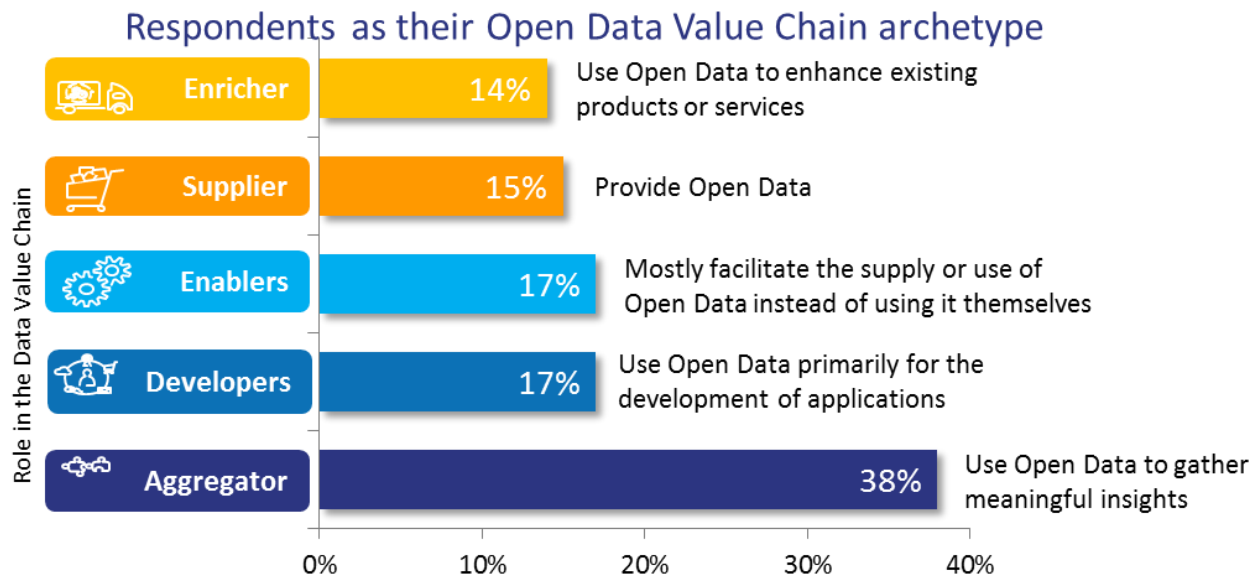 Respondents as their Open Data Value Chain archetype
Role in the Data Value Chain
Enricher
14%
Use Open Data to enhance existing
products or services
Supplier
15%
Provide Open Data
Enablers
17%
Mostly facilitate the supply or use of
Open Data instead of using it themselves
Developers
17%
Use Open Data primarily for the
development of applications
Aggregator
38%
Use Open Data to gather
meaningful insights
0% 10% 20% 30% 40%